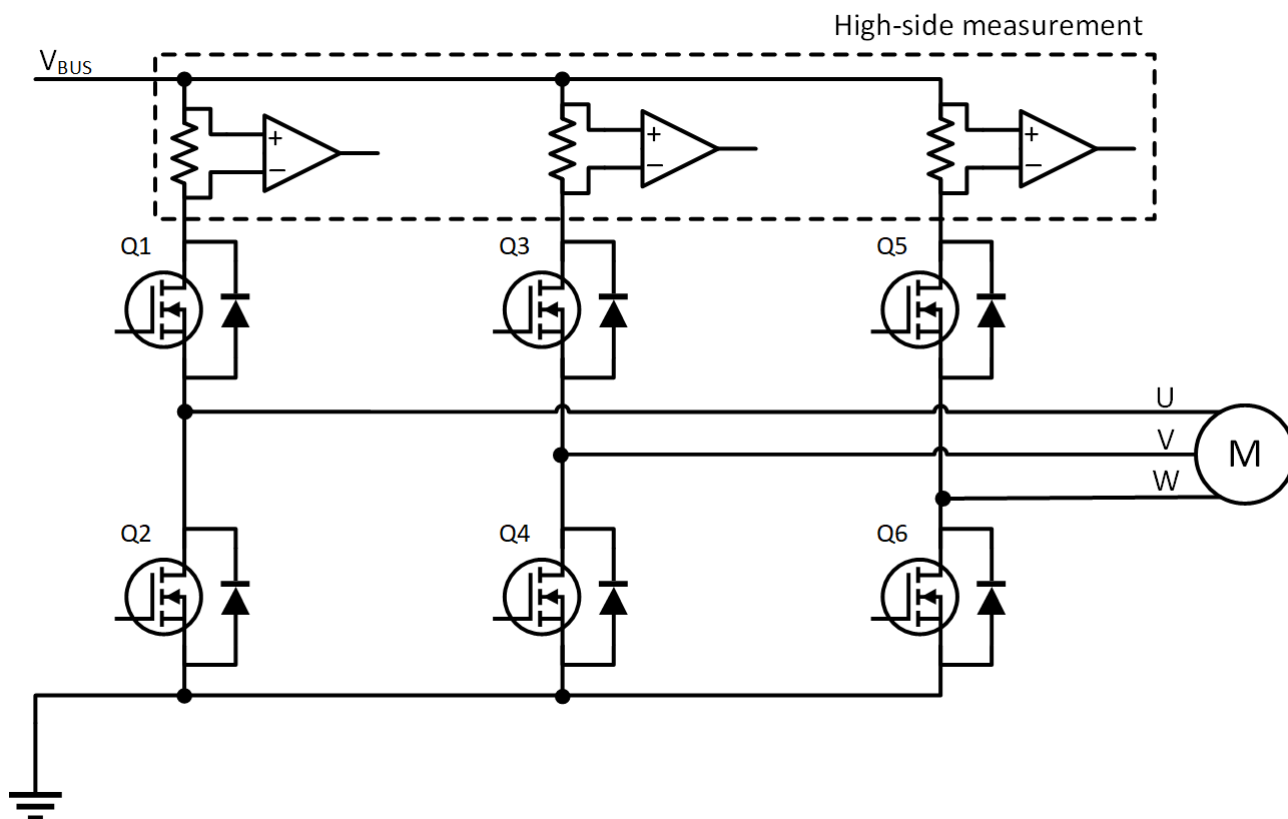 High-side measurement
VBUS
+
−
+
−
+
−
Q1
Q3
Q5
U
V
M
W
Q2
Q4
Q6